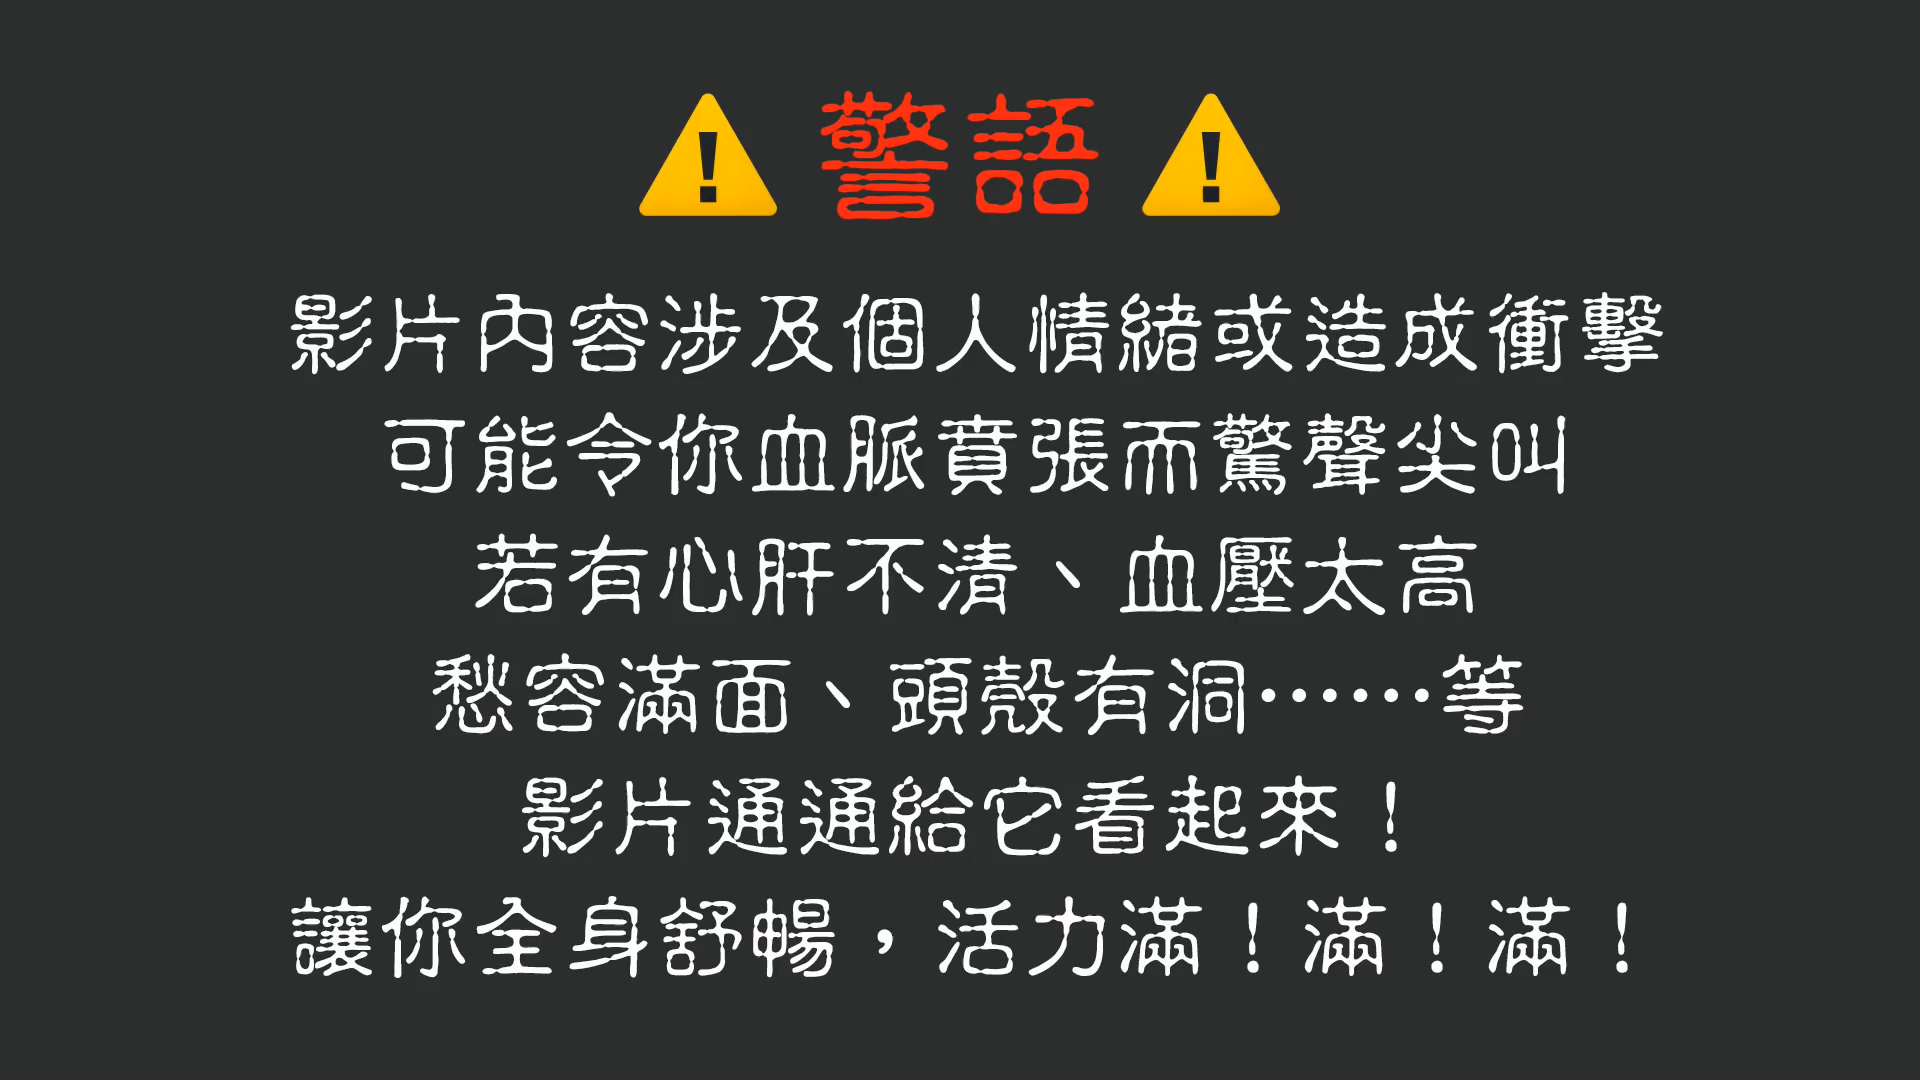 ⚠ 警語 ⚠
影片內容涉及個人情緒或造成衝擊
可能令你血脈賁張而驚聲尖叫
若有心肝不清、血壓太高
愁容滿面、頭殼有洞……等
影片通通給它看起來！
讓你全身舒暢，活力滿！滿！滿！